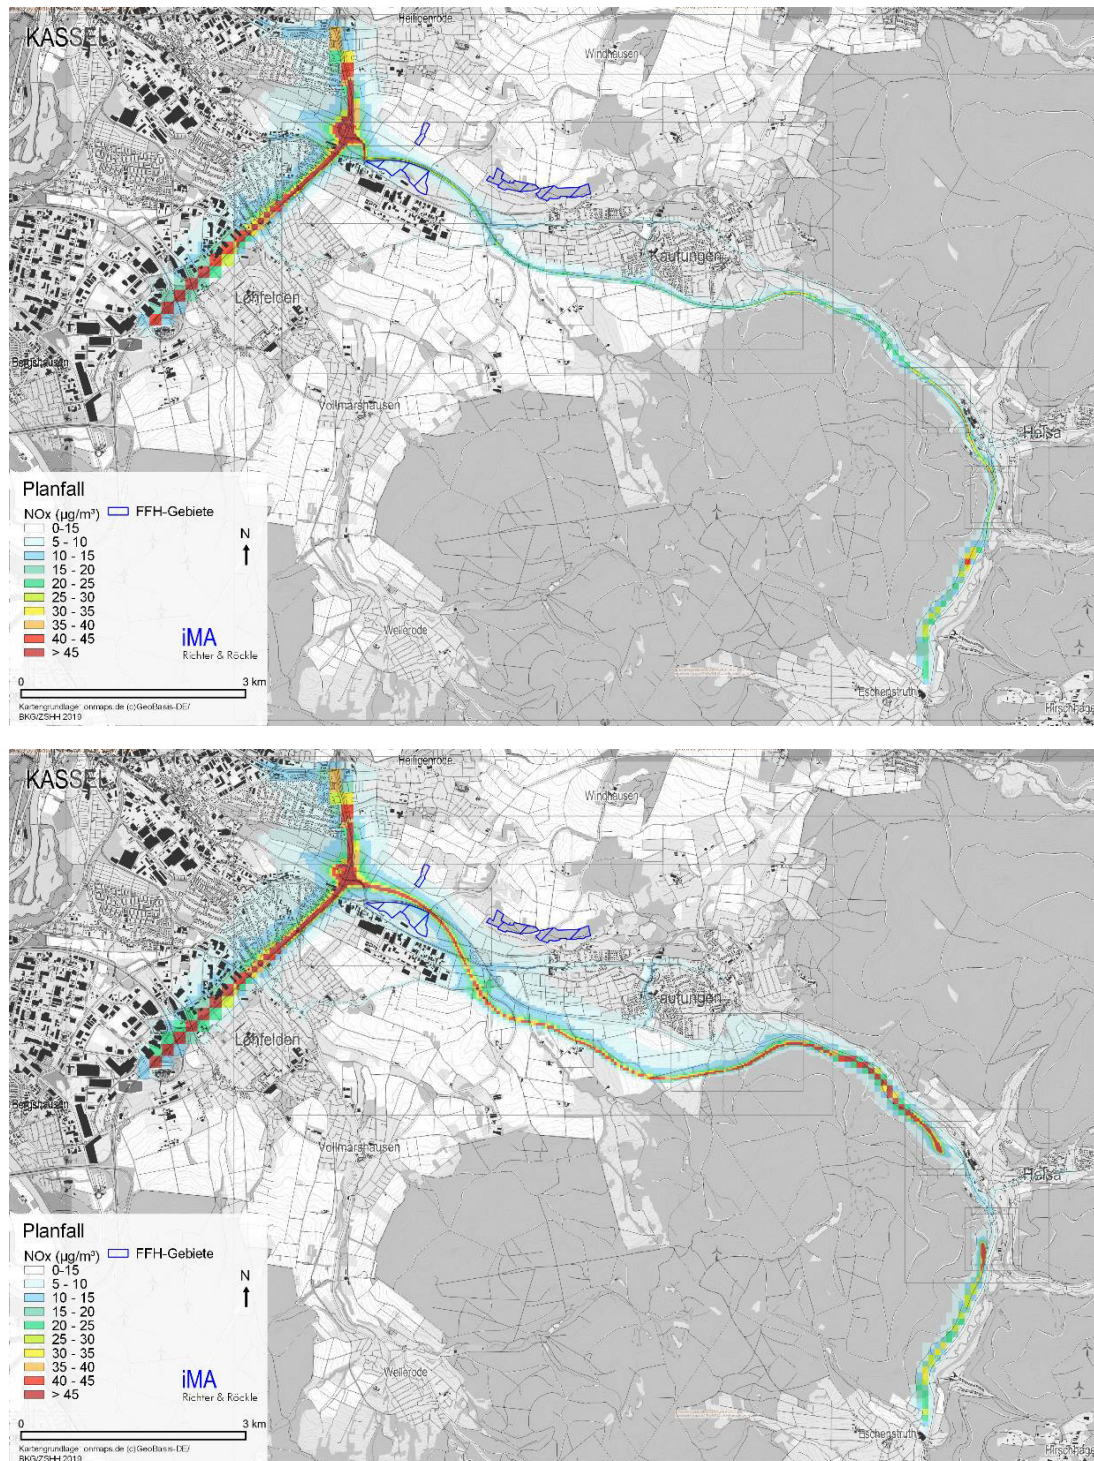 KASSEL
Heiligenrode
Windhausen
Kaufungen
Lohfelden
Bergshausen
7
Vollmarshausen
Helsa
Planfall
NOx (µg/m³)
FFH-Gebiete
0-15
5 - 10
10 - 15
15 - 20
20 - 25
25 - 30
30 - 35
35 - 40
40 - 45
> 45
N
iMA
Richter & Röckle
Wellerode
Eschenstruth
0
3 km
Kartengrundlage: onmaps.de (c)GeoBasis-DE/
BKG/ZSHH 2019
KASSEL
Heiligenrode
Windhausen
Kaufungen
Lohfelden
7
Bergshausen
Vollmarshausen
Helsa
Planfall
NOx (µg/m³)
FFH-Gebiete
0-15
5 - 10
10 - 15
15 - 20
20 - 25
25 - 30
30 - 35
35 - 40
40 - 45
> 45
N
iMA
Richter & Röckle
Wellerode
Eschenstruth
0
3 km
Kartengrundlage: onmaps.de (c)GeoBasis-DE/
BKG/ZSHH 2019